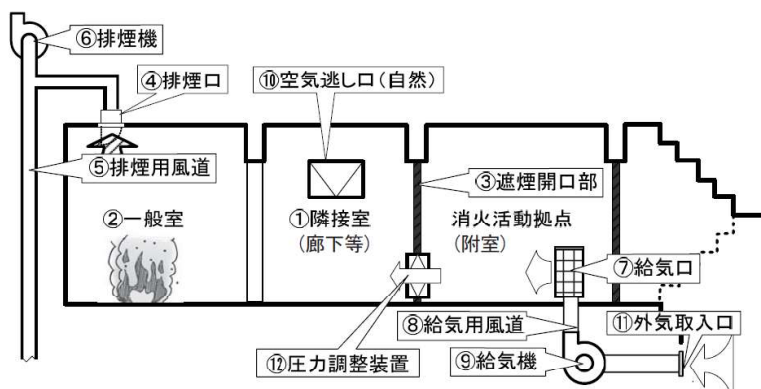 ⑥排煙機
④排煙口
⑩空気逃し口（自然）
⑤排煙用風道
③遮煙開口部
②一般室
①隣接室
（廊下等）
消火活動拠点
（附室）
⑦給気口
⑧給気用風道
⑪外気取入口
⑫圧力調整装置
⑨給気機